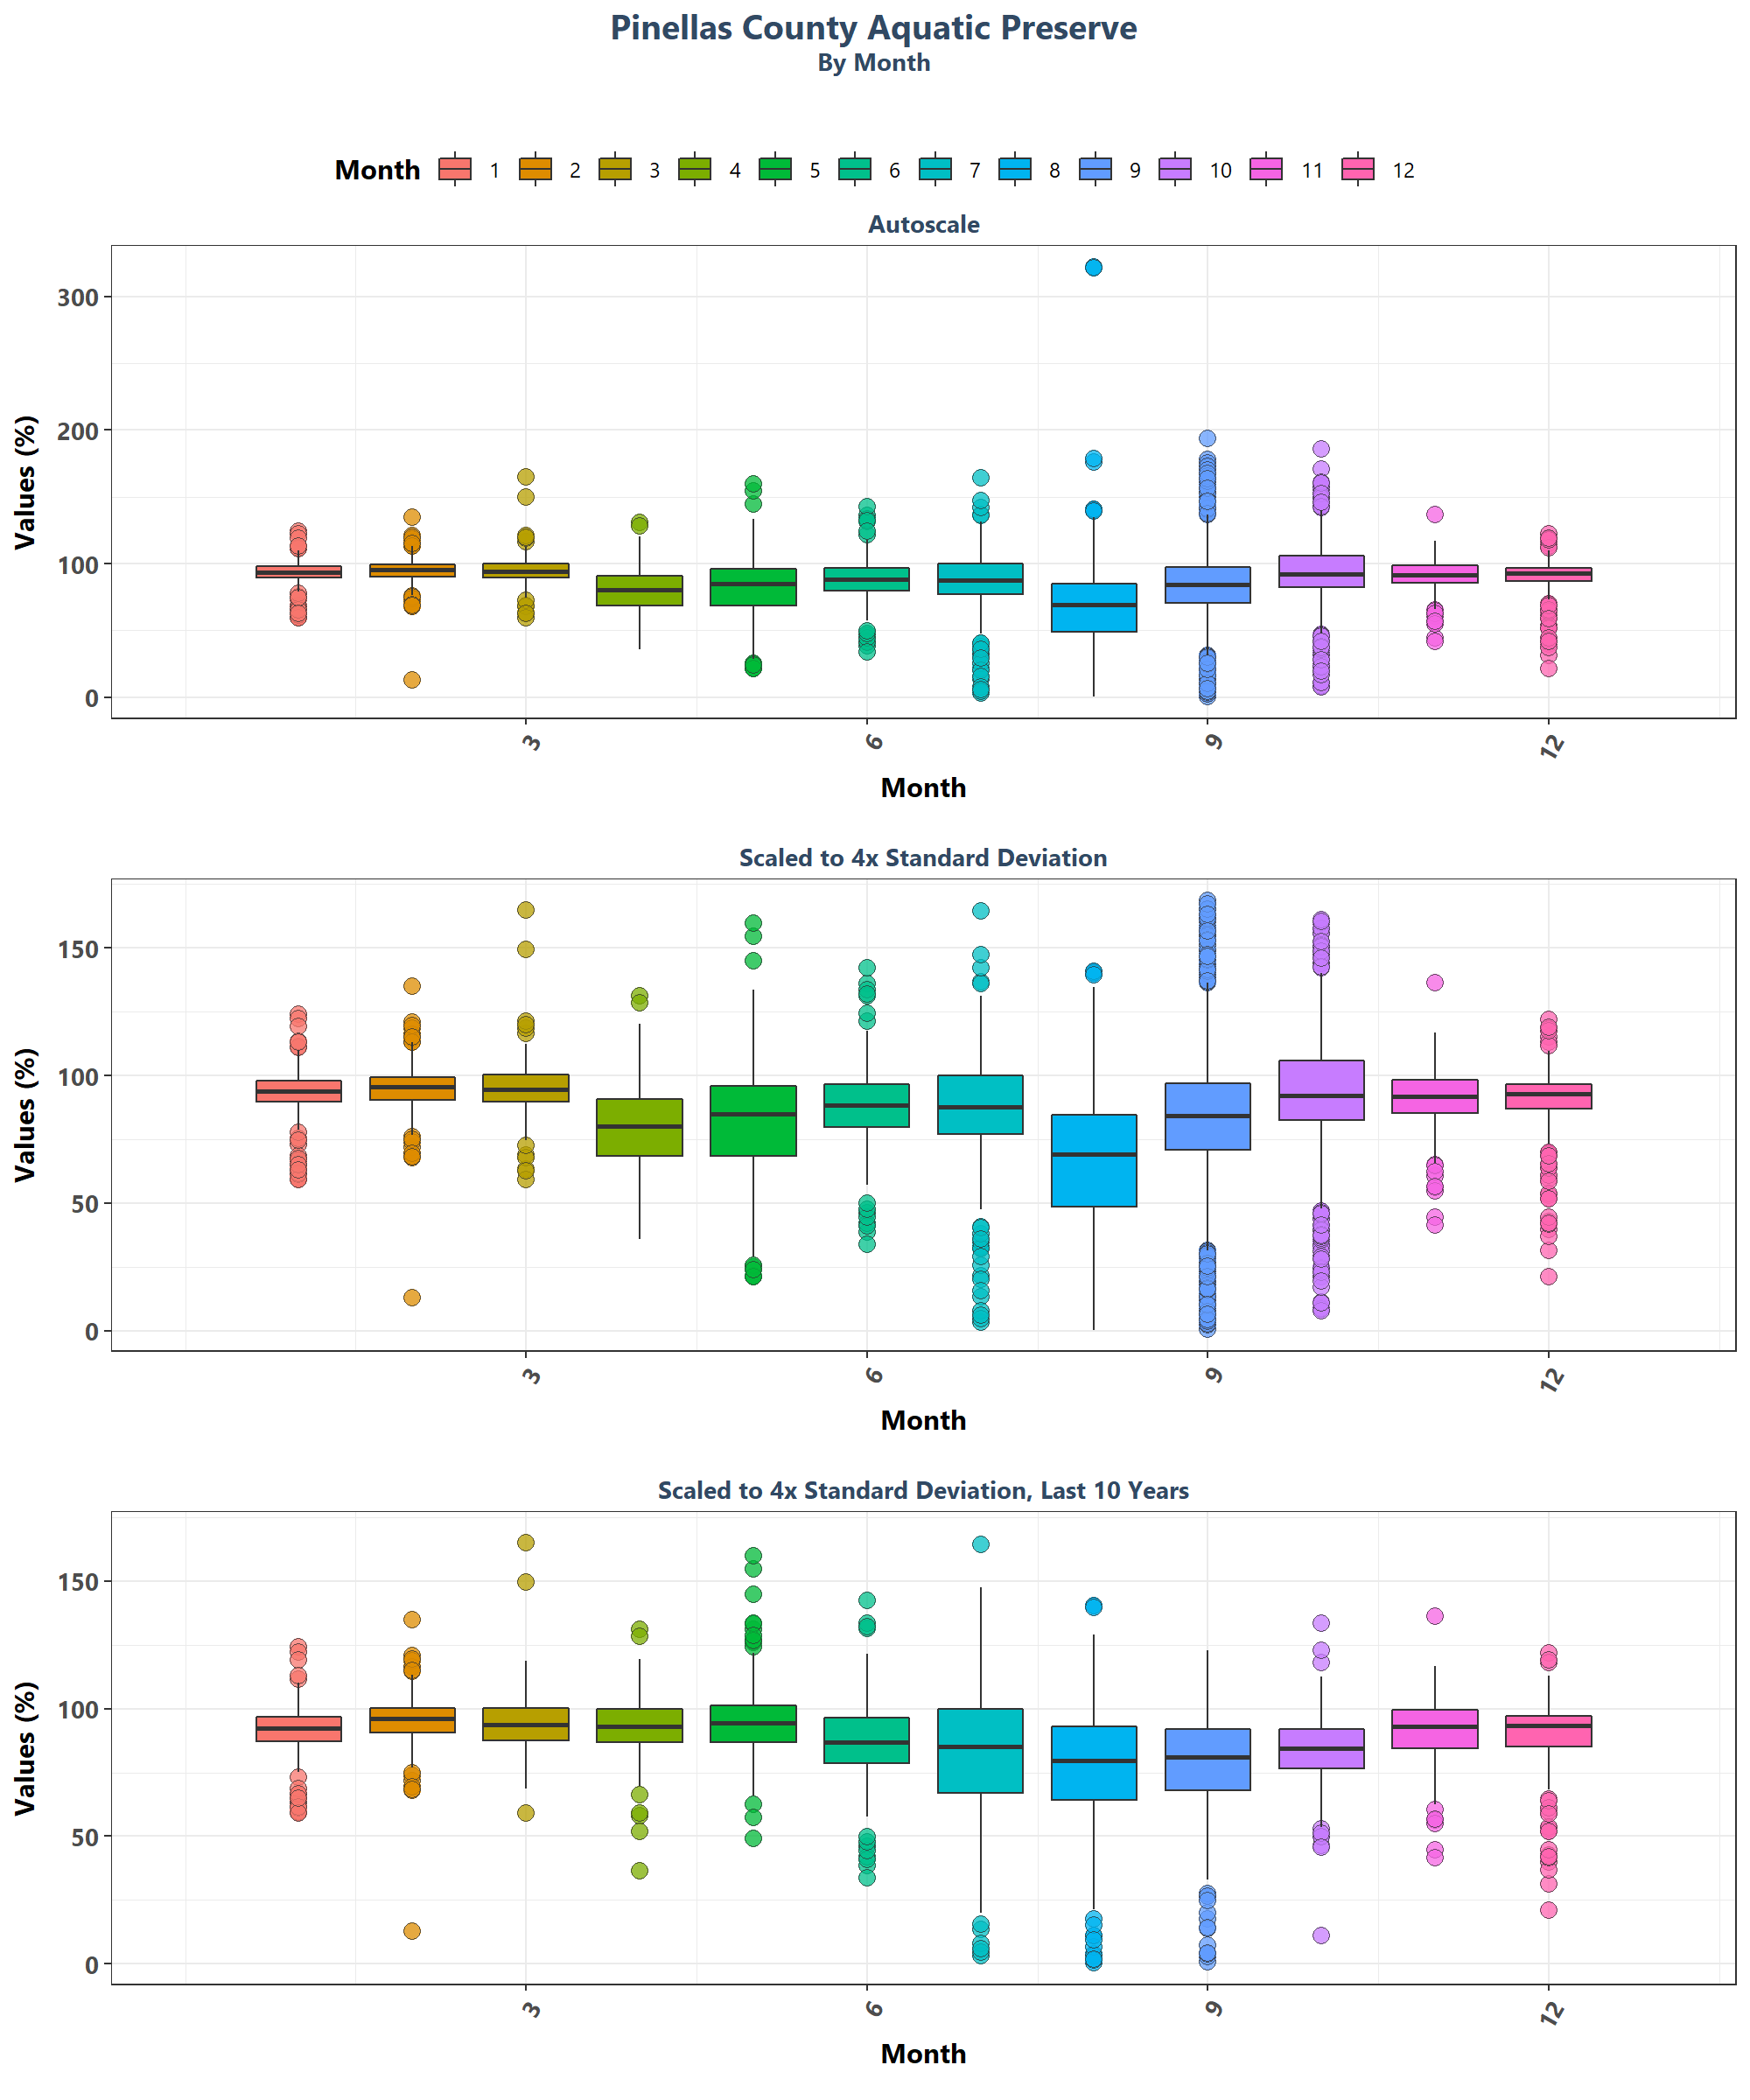 Pinellas County Aquatic Preserve
By Month
Month 1 2 3 4 5 6 7 8 9 10 11 12
Autoscale
Values (%)
300
200
100
0
3 6 9 12
Month
Scaled to 4x Standard Deviation
Values (%)
150
100
50
0
3 6 9 12
Month
Scaled to 4x Standard Deviation, Last 10 Years
Values (%)
150
100
50
0
3 6 9 12
Month